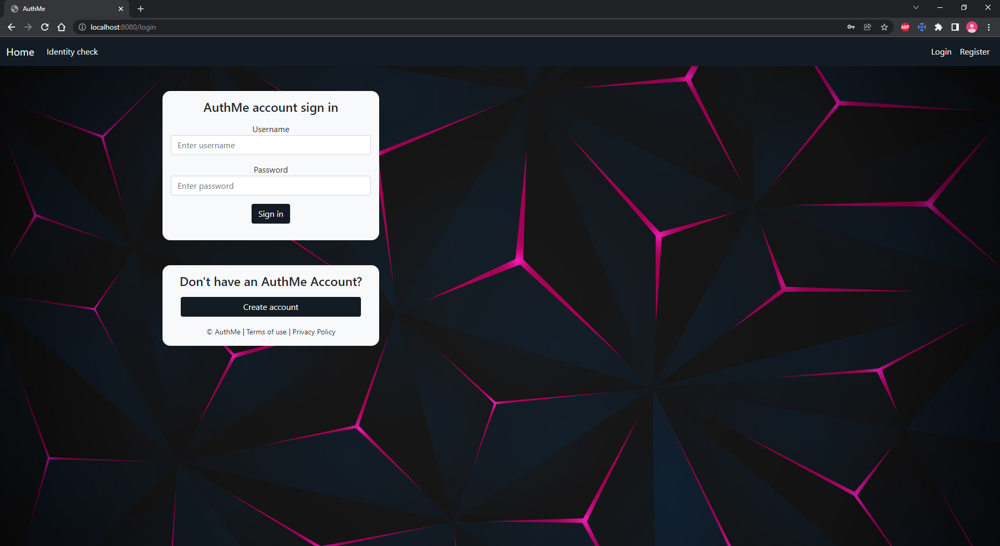 AuthMe
localhost:8080/login
ABP
Home Identity check Login Register
AuthMe account sign in
Username
Enter username
Password
Enter password
Sign in
Don't have an AuthMe Account?
Create account
© AuthMe | Terms of use | Privacy Policy